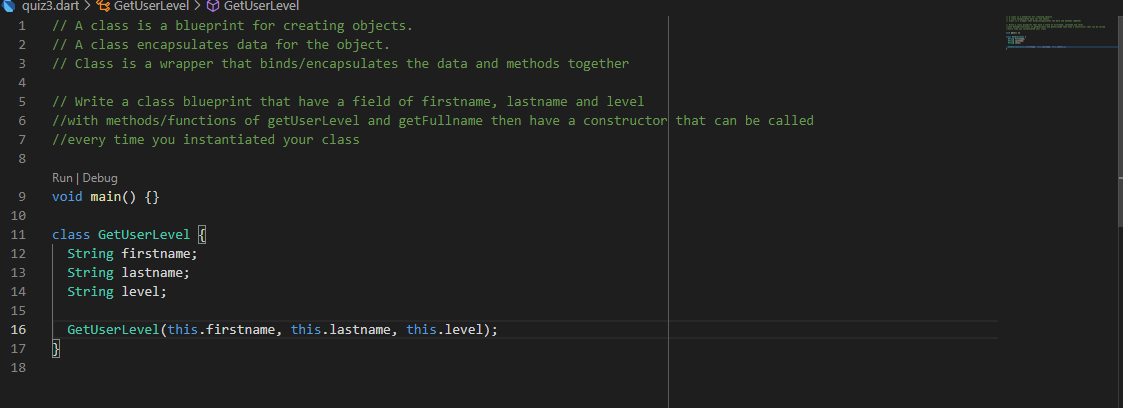 quiz3.dart > GetUserLevel > GetUserLevel
1 // A class is a blueprint for creating objects.
2 // A class encapsulates data for the object.
3 // Class is a wrapper that binds/encapsulates the data and methods together
4
5 // Write a class blueprint that have a field of firstname, lastname and level
6 //with methods/functions of getUserLevel and getFullname then have a constructor that can be called
7 //every time you instantiated your class
8
Run | Debug
9 void main() {}
10
11 class GetUserLevel {
12   String firstname;
13   String lastname;
14   String level;
15
16   GetUserLevel(this.firstname, this.lastname, this.level);
17 }
18